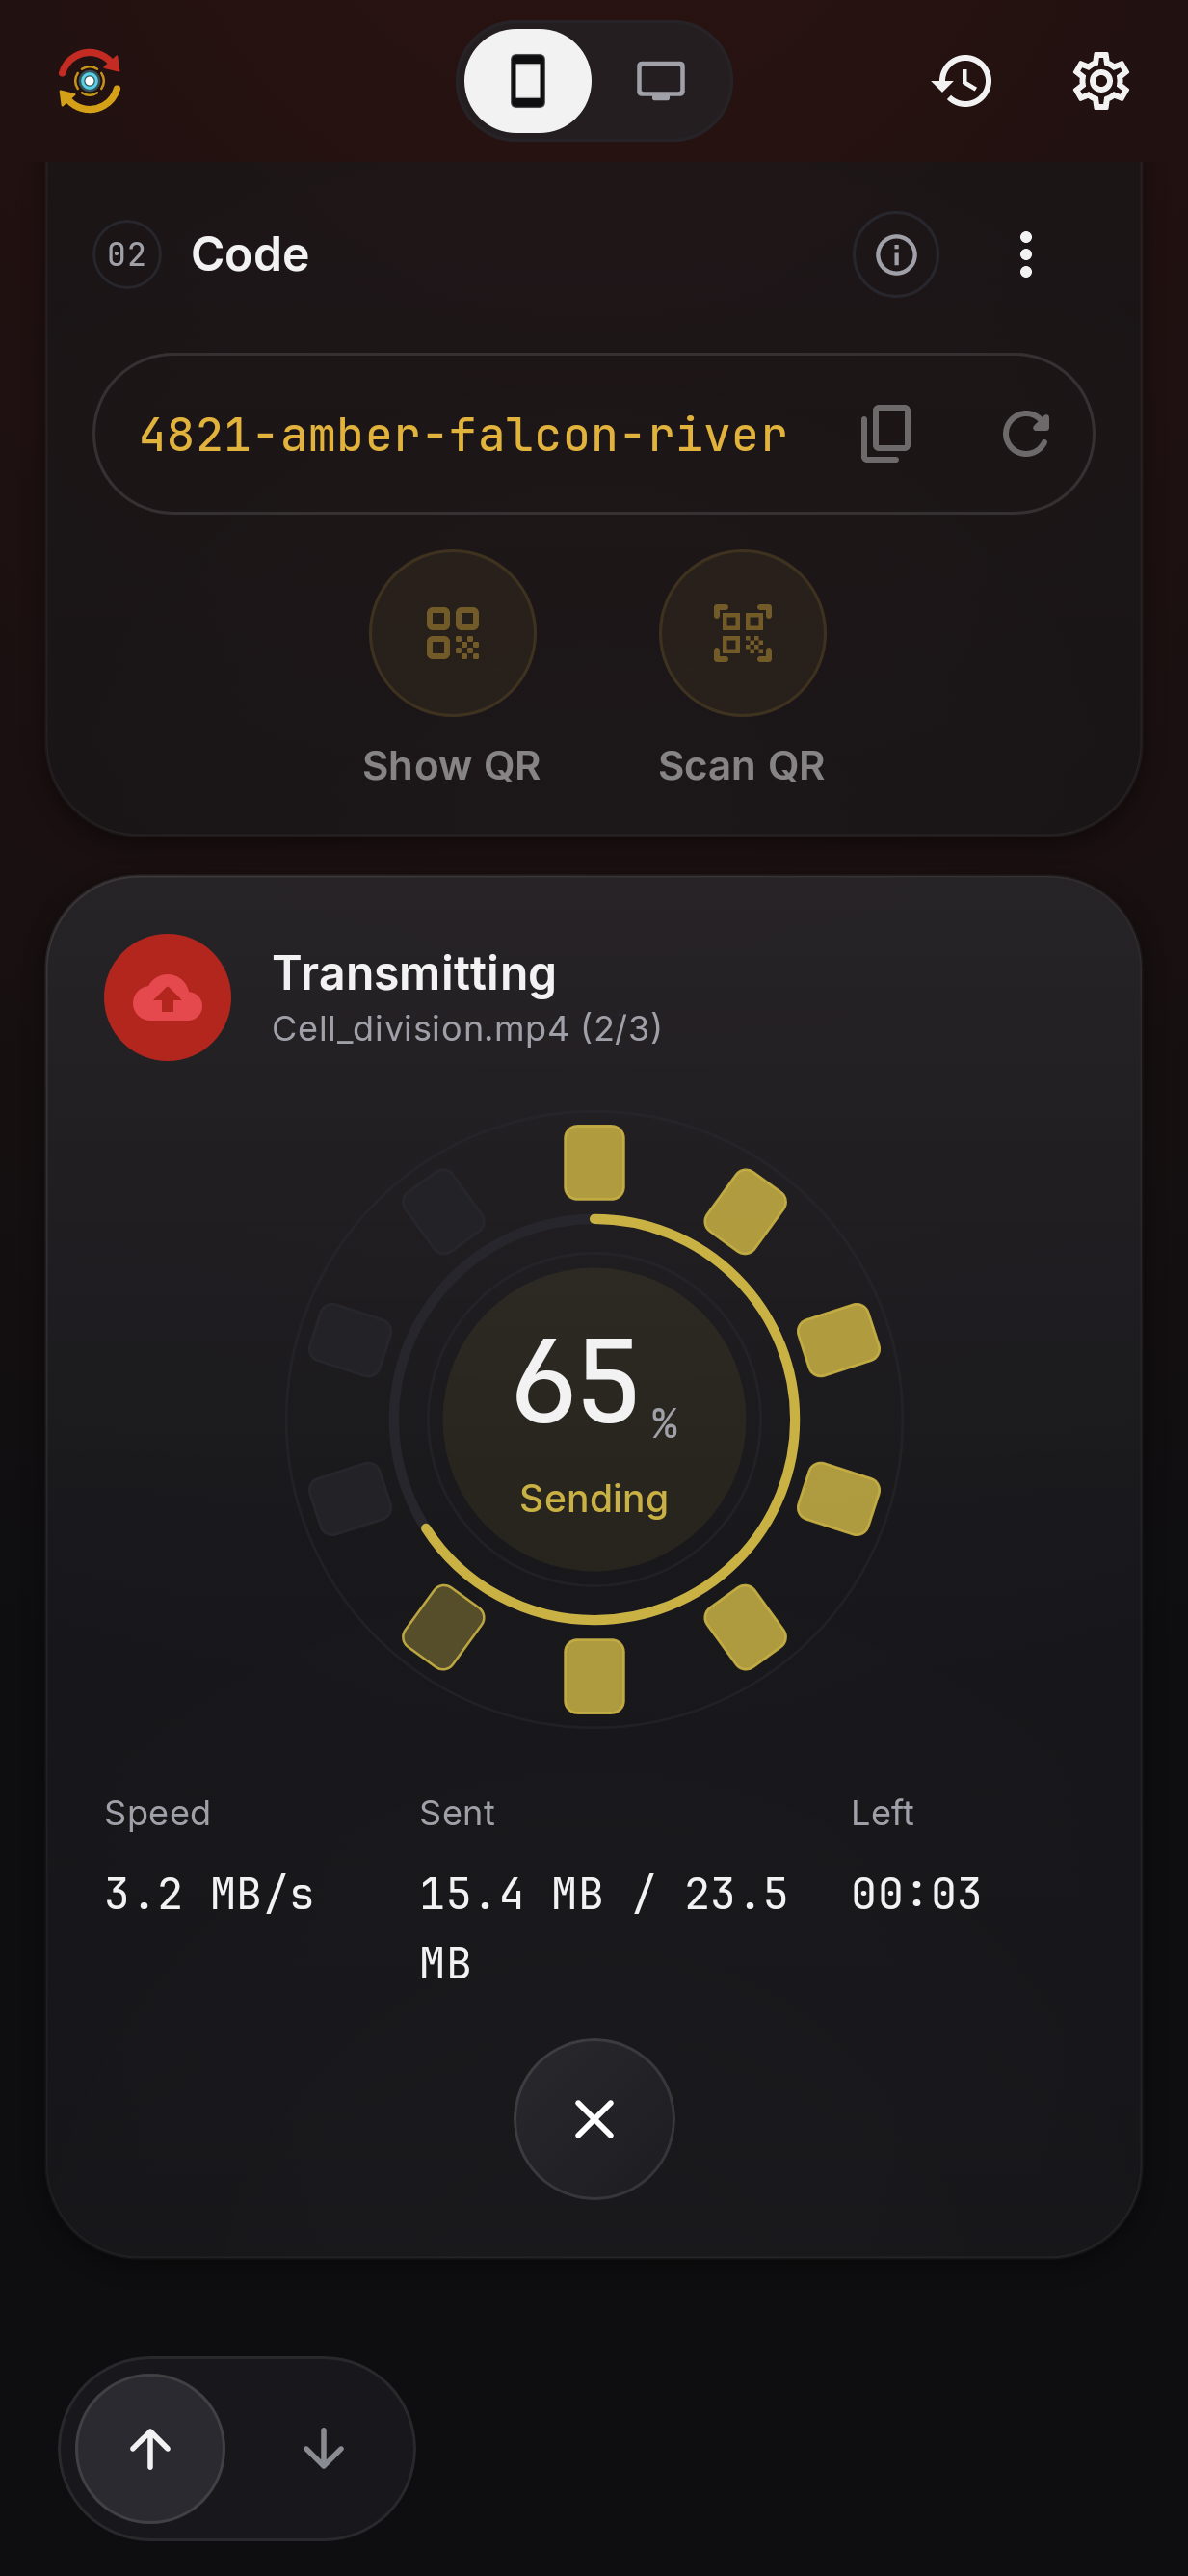 02 Code
4821-amber-falcon-river
Show QR Scan QR
Transmitting
Cell_division.mp4 (2/3)
65 %
Sending
Speed Sent Left
3.2 MB/s 15.4 MB / 23.5 00:03
MB